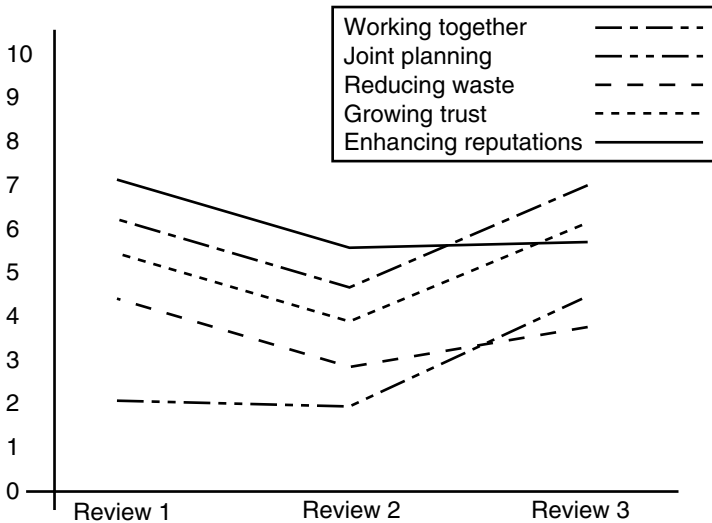 Working together
Joint planning
Reducing waste
Growing trust
Enhancing reputations
10
9
8
7
6
5
4
3
2
1
0
Review 1 Review 2 Review 3